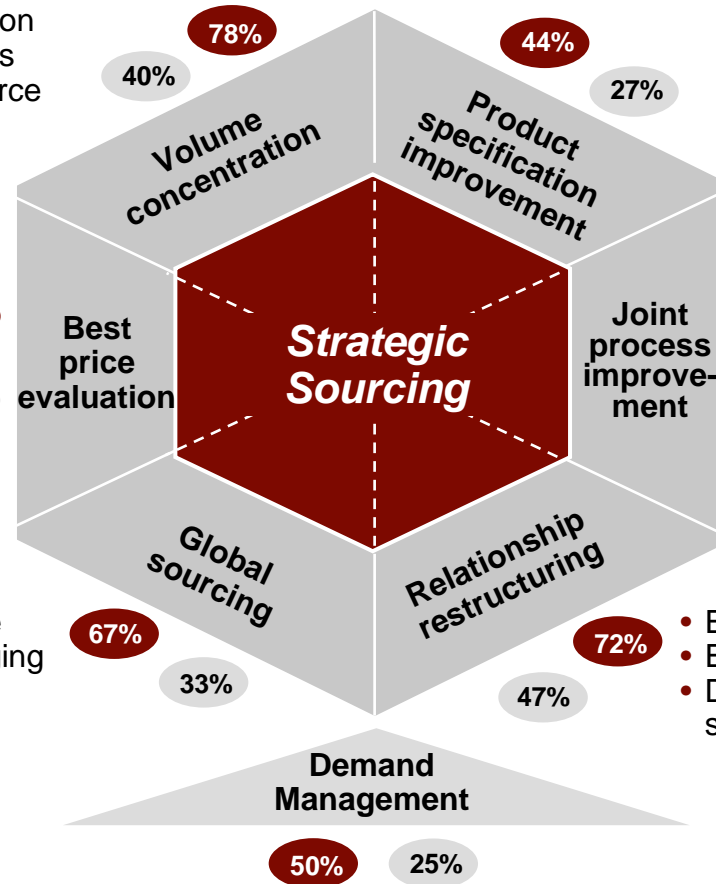 78%
40%
44%
27%
Volume
concentration
Product
specification
improvement
Best
price
evaluation
Strategic
Sourcing
Joint
process
improve-
ment
Global
sourcing
Relationship
restructuring
67%
33%
72%
47%
Demand
Management
50%
25%